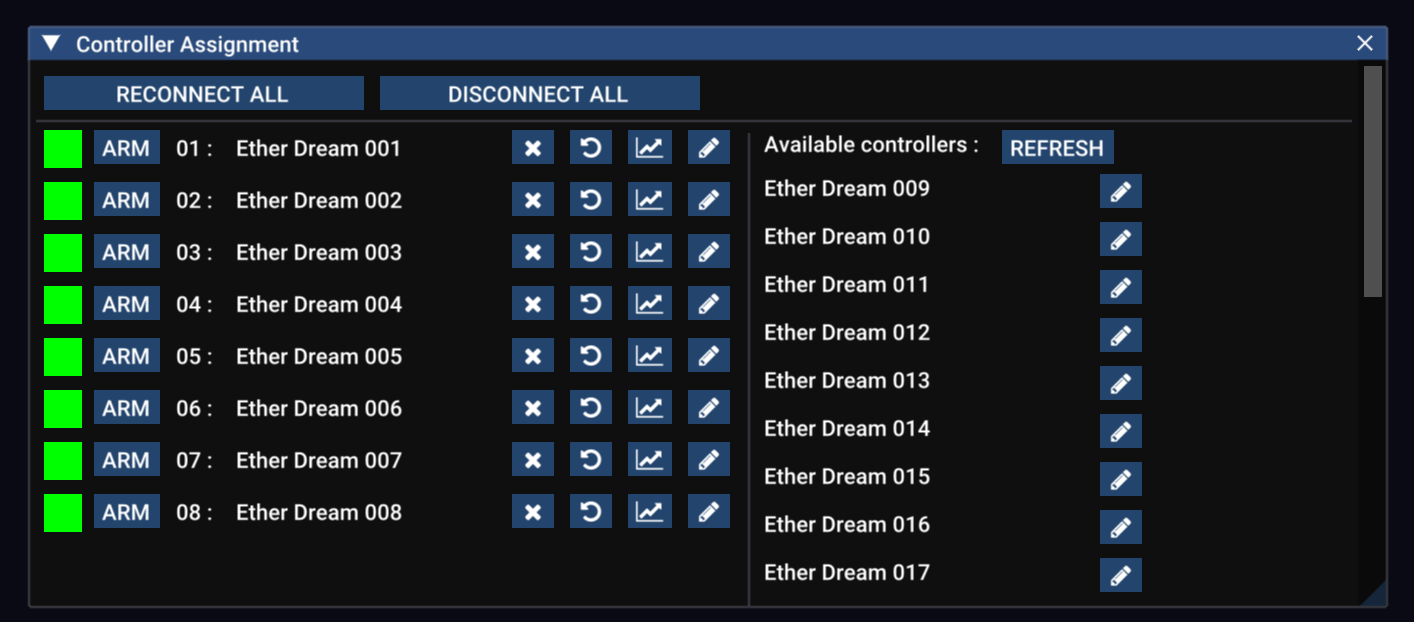 Controller Assignment
RECONNECT ALL DISCONNECT ALL
ARM 01 : Ether Dream 001
ARM 02 : Ether Dream 002
ARM 03 : Ether Dream 003
ARM 04 : Ether Dream 004
ARM 05 : Ether Dream 005
ARM 06 : Ether Dream 006
ARM 07 : Ether Dream 007
ARM 08 : Ether Dream 008
Available controllers : REFRESH
Ether Dream 009
Ether Dream 010
Ether Dream 011
Ether Dream 012
Ether Dream 013
Ether Dream 014
Ether Dream 015
Ether Dream 016
Ether Dream 017